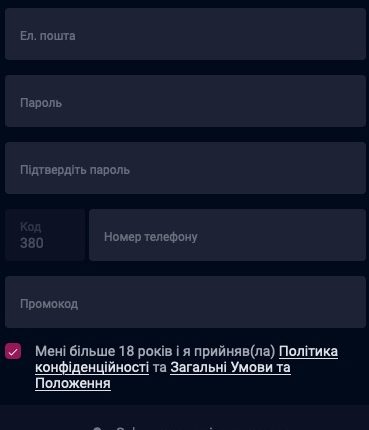 Ел. пошта
Пароль
Підтвердіть пароль
Код
380
Номер телефону
Промокод
Мені більше 18 років і я прийняв(ла) Політика
конфіденційності та Загальні Умови та
Положення